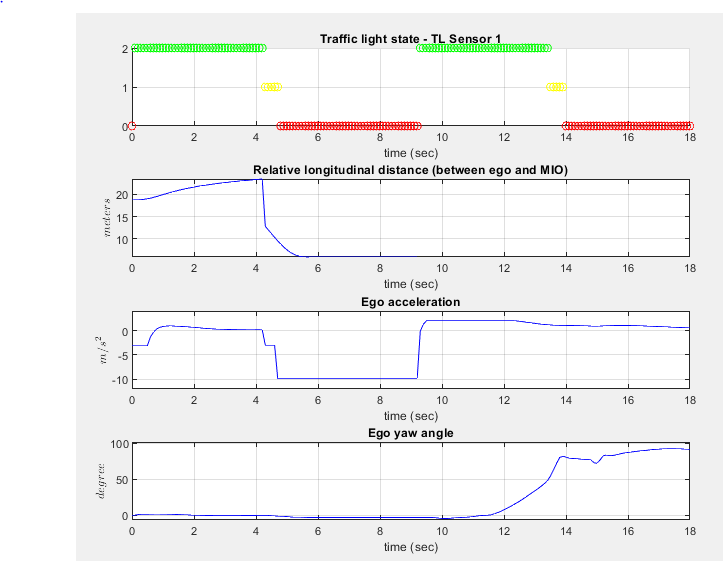 Traffic light state - TL Sensor 1
2
1
0
0 2 4 6 8 10 12 14 16 18
time (sec)
Relative longitudinal distance (between ego and MIO)
meters
20
15
10
0 2 4 6 8 10 12 14 16 18
time (sec)
Ego acceleration
m/s²
0
-5
-10
0 2 4 6 8 10 12 14 16 18
time (sec)
Ego yaw angle
degree
100
50
0
0 2 4 6 8 10 12 14 16 18
time (sec)